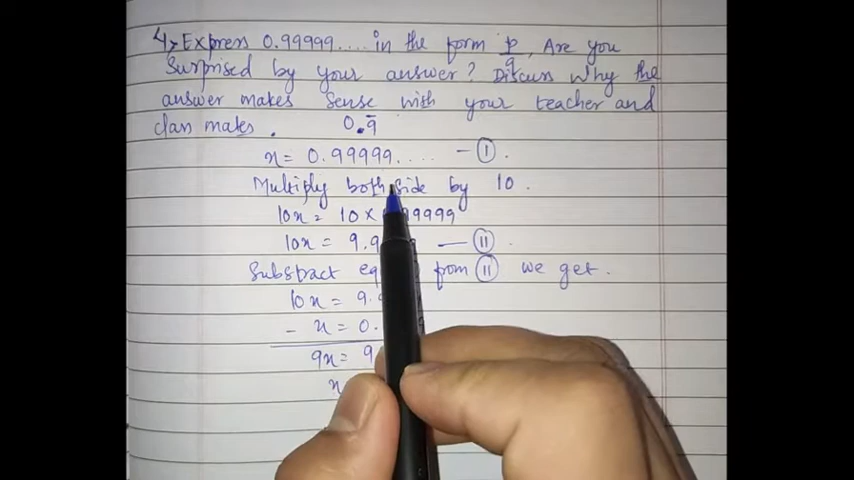 4, Express 0.99999.... in the form p/q. Are you
Surprised by your answer? Discuss why the
answer makes sense with your teacher and
class mates.
0.9̅
x = 0.99999.... — I.
Multiply both side by 10.
10x = 10 × 99999
10x = 9.9 — II.
Substract from II we get.
10x = 9.9
- x = 0.
9x = 9
x